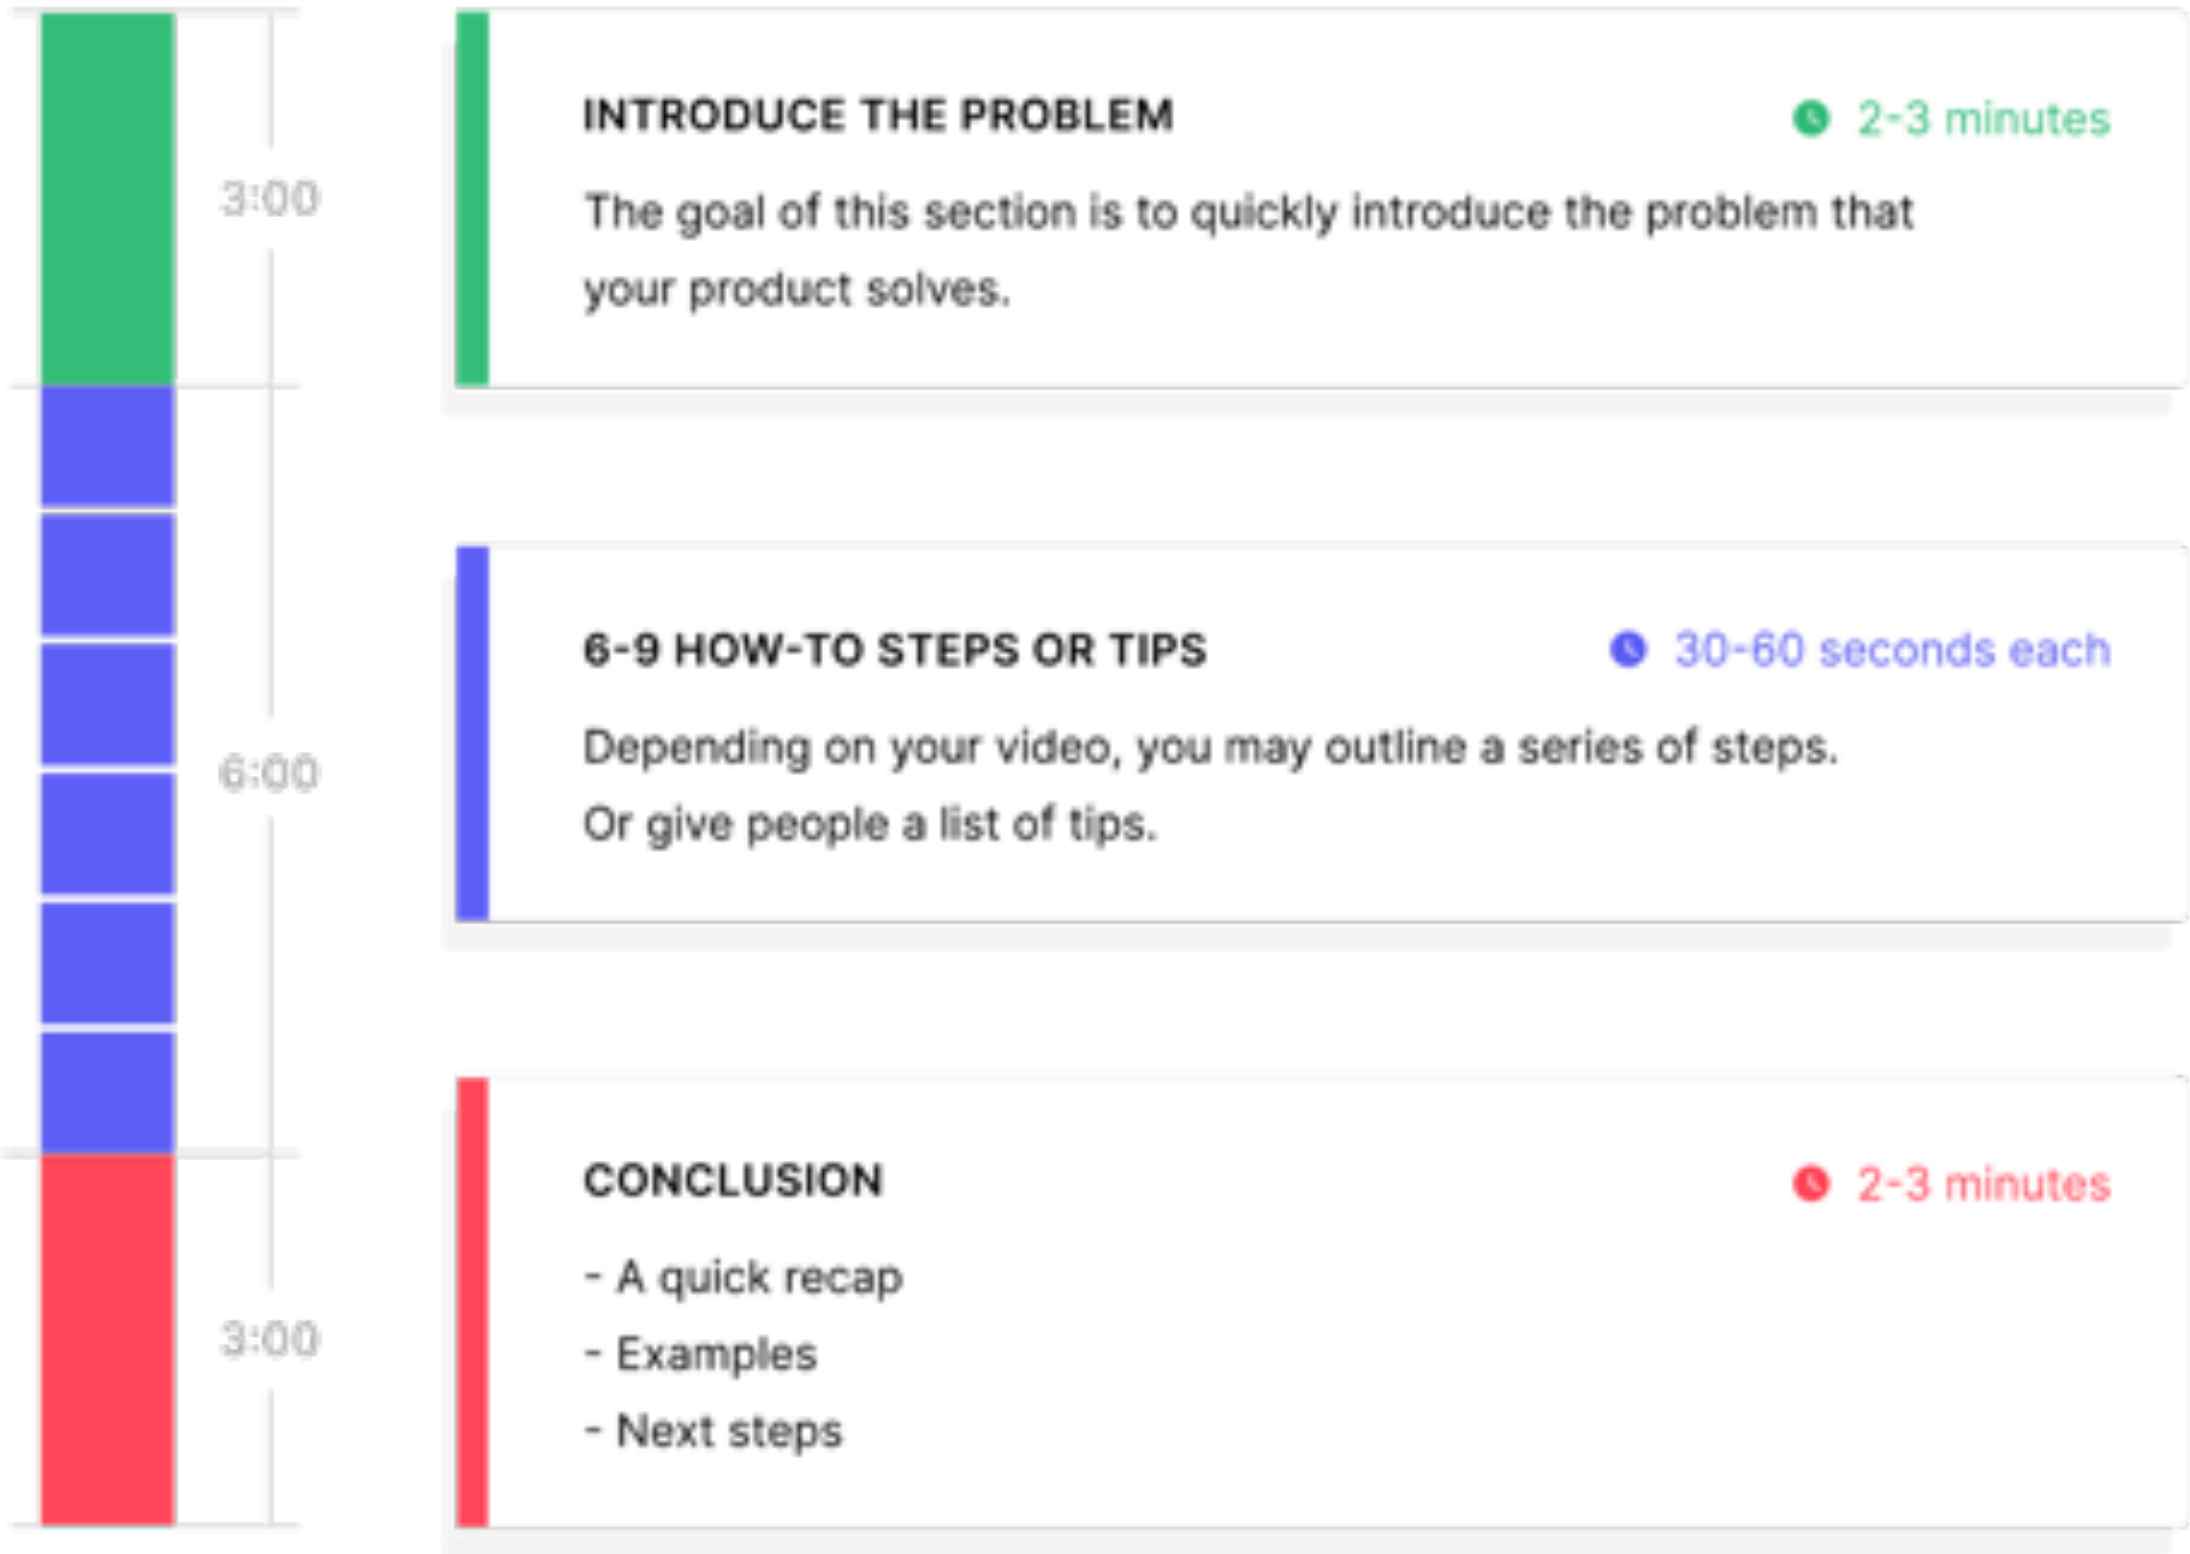 3:00
INTRODUCE THE PROBLEM
2-3 minutes
The goal of this section is to quickly introduce the problem that
your product solves.
6:00
6-9 HOW-TO STEPS OR TIPS
30-60 seconds each
Depending on your video, you may outline a series of steps.
Or give people a list of tips.
3:00
CONCLUSION
2-3 minutes
- A quick recap
- Examples
- Next steps